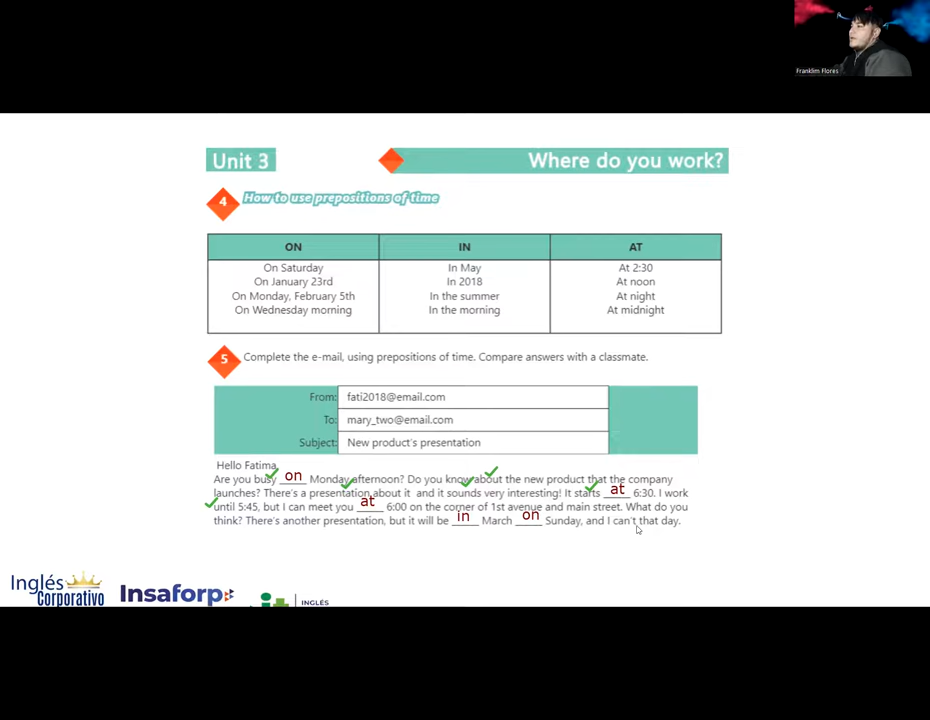 Franklim Flores
Unit 3
Where do you work?
4
How to use prepositions of time
ON IN AT
On Saturday In May At 2:30
On January 23rd In 2018 At noon
On Monday, February 5th In the summer At night
On Wednesday morning In the morning At midnight
5 Complete the e-mail, using prepositions of time. Compare answers with a classmate.
From: fati2018@email.com
To: mary_two@email.com
Subject: New product's presentation
Hello Fatima,
Are you busy on Monday afternoon? Do you know about the new product that the company
launches? There's a presentation about it and it sounds very interesting! It starts at 6:30. I work
until 5:45, but I can meet you at 6:00 on the corner of 1st avenue and main street. What do you
think? There's another presentation, but it will be in March on Sunday, and I can't that day.
Inglés
Corporativo
Insaforp
INGLÉS